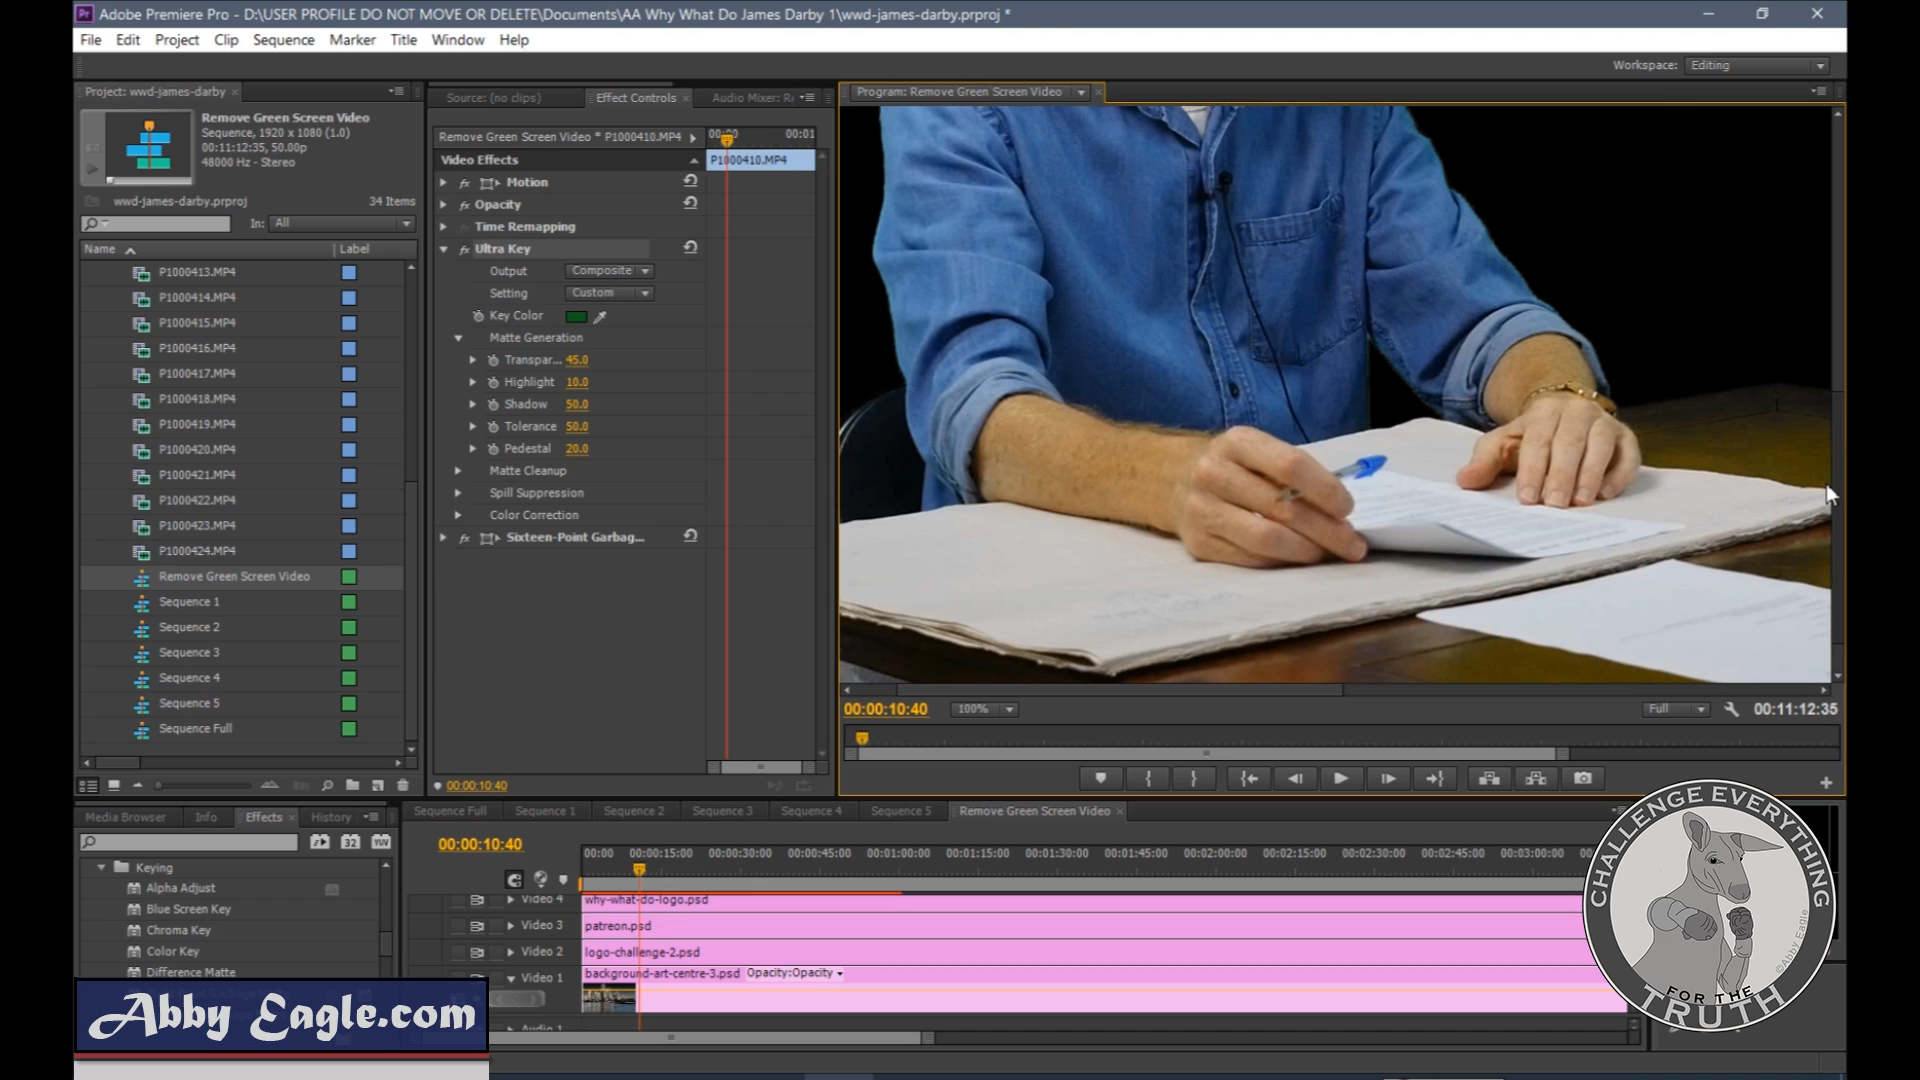 Adobe Premiere Pro - D:\USER PROFILE DO NOT MOVE OR DELETE\Documents\AA Why What Do James Darby 1\wwd-james-darby.prproj *
File Edit Project Clip Sequence Marker Title Window Help
Workspace: Editing
Project: wwd-james-darby
Remove Green Screen Video
Sequence, 1920 x 1080 (1.0)
00:11:12:35, 50.00p
48000 Hz - Stereo
wwd-james-darby.prproj 34 Items
In: All
Name Label
P1000413.MP4
P1000414.MP4
P1000415.MP4
P1000416.MP4
P1000417.MP4
P1000418.MP4
P1000419.MP4
P1000420.MP4
P1000421.MP4
P1000422.MP4
P1000423.MP4
P1000424.MP4
Remove Green Screen Video
Sequence 1
Sequence 2
Sequence 3
Sequence 4
Sequence 5
Sequence Full
Source: (no clips) Effect Controls Audio Mixer: Re
Remove Green Screen Video * P1000410.MP4 00:00 00:01
Video Effects P1000410.MP4
fx Motion
fx Opacity
Time Remapping
fx Ultra Key
Output Composite
Setting Custom
Key Color
Matte Generation
Transpar... 45.0
Highlight 10.0
Shadow 50.0
Tolerance 50.0
Pedestal 20.0
Matte Cleanup
Spill Suppression
Color Correction
fx Sixteen-Point Garbag...
00:00:10:40
Program: Remove Green Screen Video
00:00:10:40 100% Full 00:11:12:35
Media Browser Info Effects History
32 YUV
Keying
Alpha Adjust
Blue Screen Key
Chroma Key
Color Key
Difference Matte
Sequence Full Sequence 1 Sequence 2 Sequence 3 Sequence 4 Sequence 5 Remove Green Screen Video
00:00:10:40
00:00 00:00:15:00 00:00:30:00 00:00:45:00 00:01:00:00 00:01:15:00 00:01:30:00 00:01:45:00 00:02:00:00 00:02:15:00 00:02:30:00 00:02:45:00 00:03:00:00
Video 4 why-what-do-logo.psd
Video 3 patreon.psd
Video 2 logo-challenge-2.psd
Video 1 background-art-centre-3.psd Opacity:Opacity
Audio 1
Abby Eagle.com
CHALLENGE EVERYTHING
©Abby Eagle
FOR THE
TRUTH